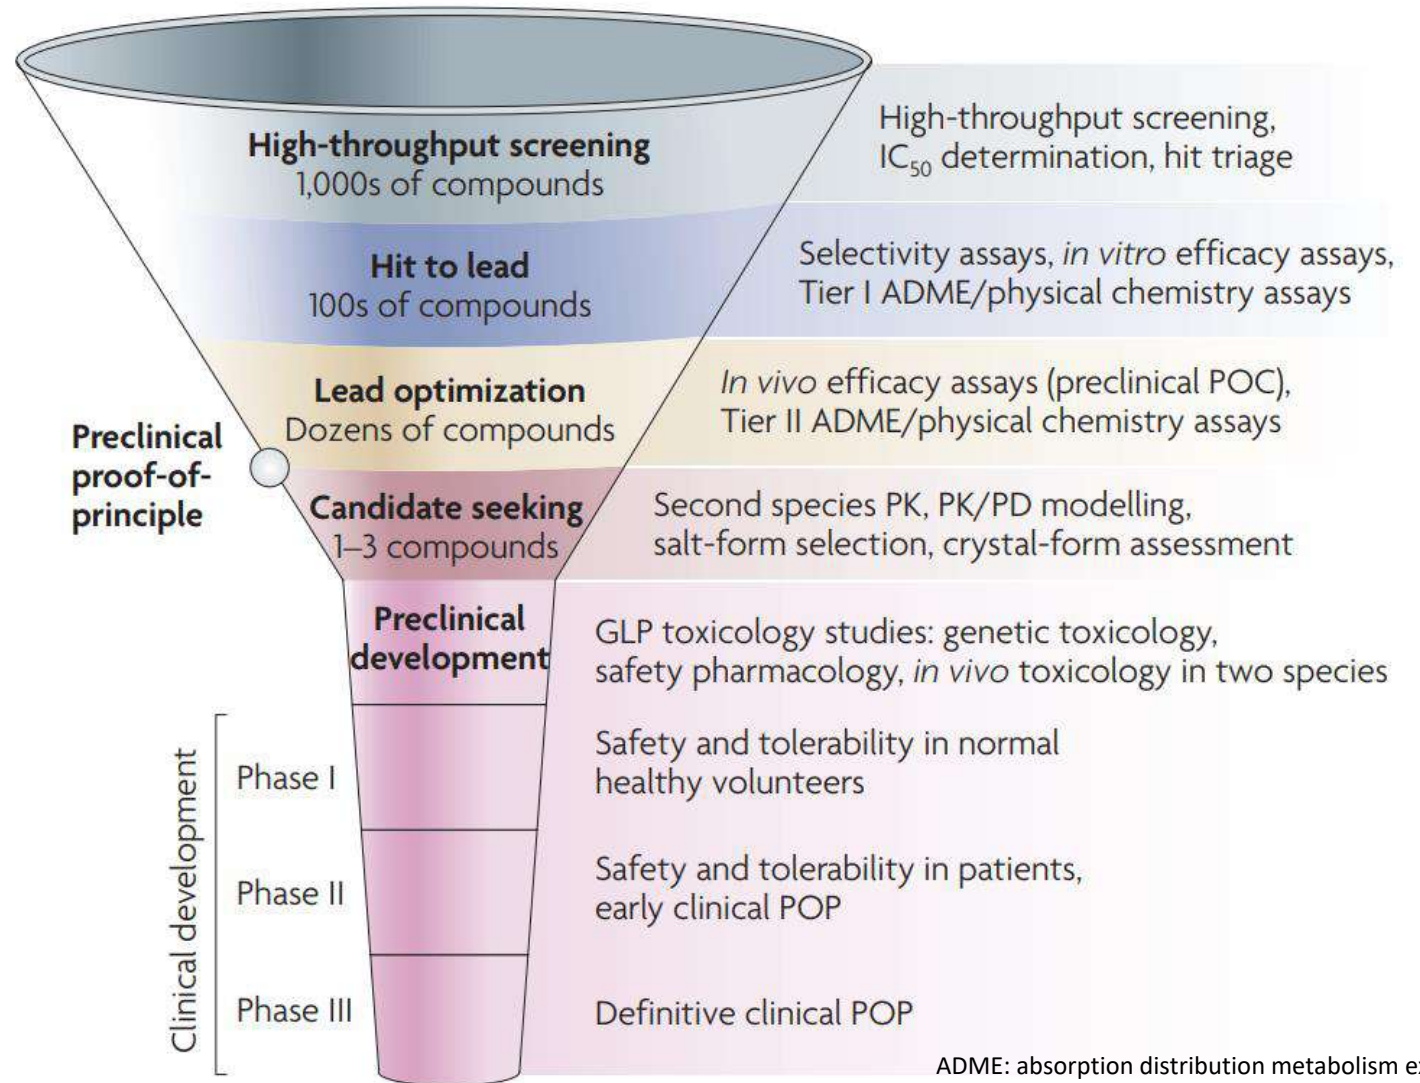 High-throughput screening
1,000s of compounds
High-throughput screening,
IC50 determination, hit triage
Hit to lead
100s of compounds
Selectivity assays, in vitro efficacy assays,
Tier I ADME/physical chemistry assays
Lead optimization
Dozens of compounds
In vivo efficacy assays (preclinical POC),
Tier II ADME/physical chemistry assays
Preclinical
proof-of-
principle
Candidate seeking
1–3 compounds
Second species PK, PK/PD modelling,
salt-form selection, crystal-form assessment
Preclinical
development
GLP toxicology studies: genetic toxicology,
safety pharmacology, in vivo toxicology in two species
Clinical development
Phase I
Safety and tolerability in normal
healthy volunteers
Phase II
Safety and tolerability in patients,
early clinical POP
Phase III
Definitive clinical POP
ADME: absorption distribution metabolism